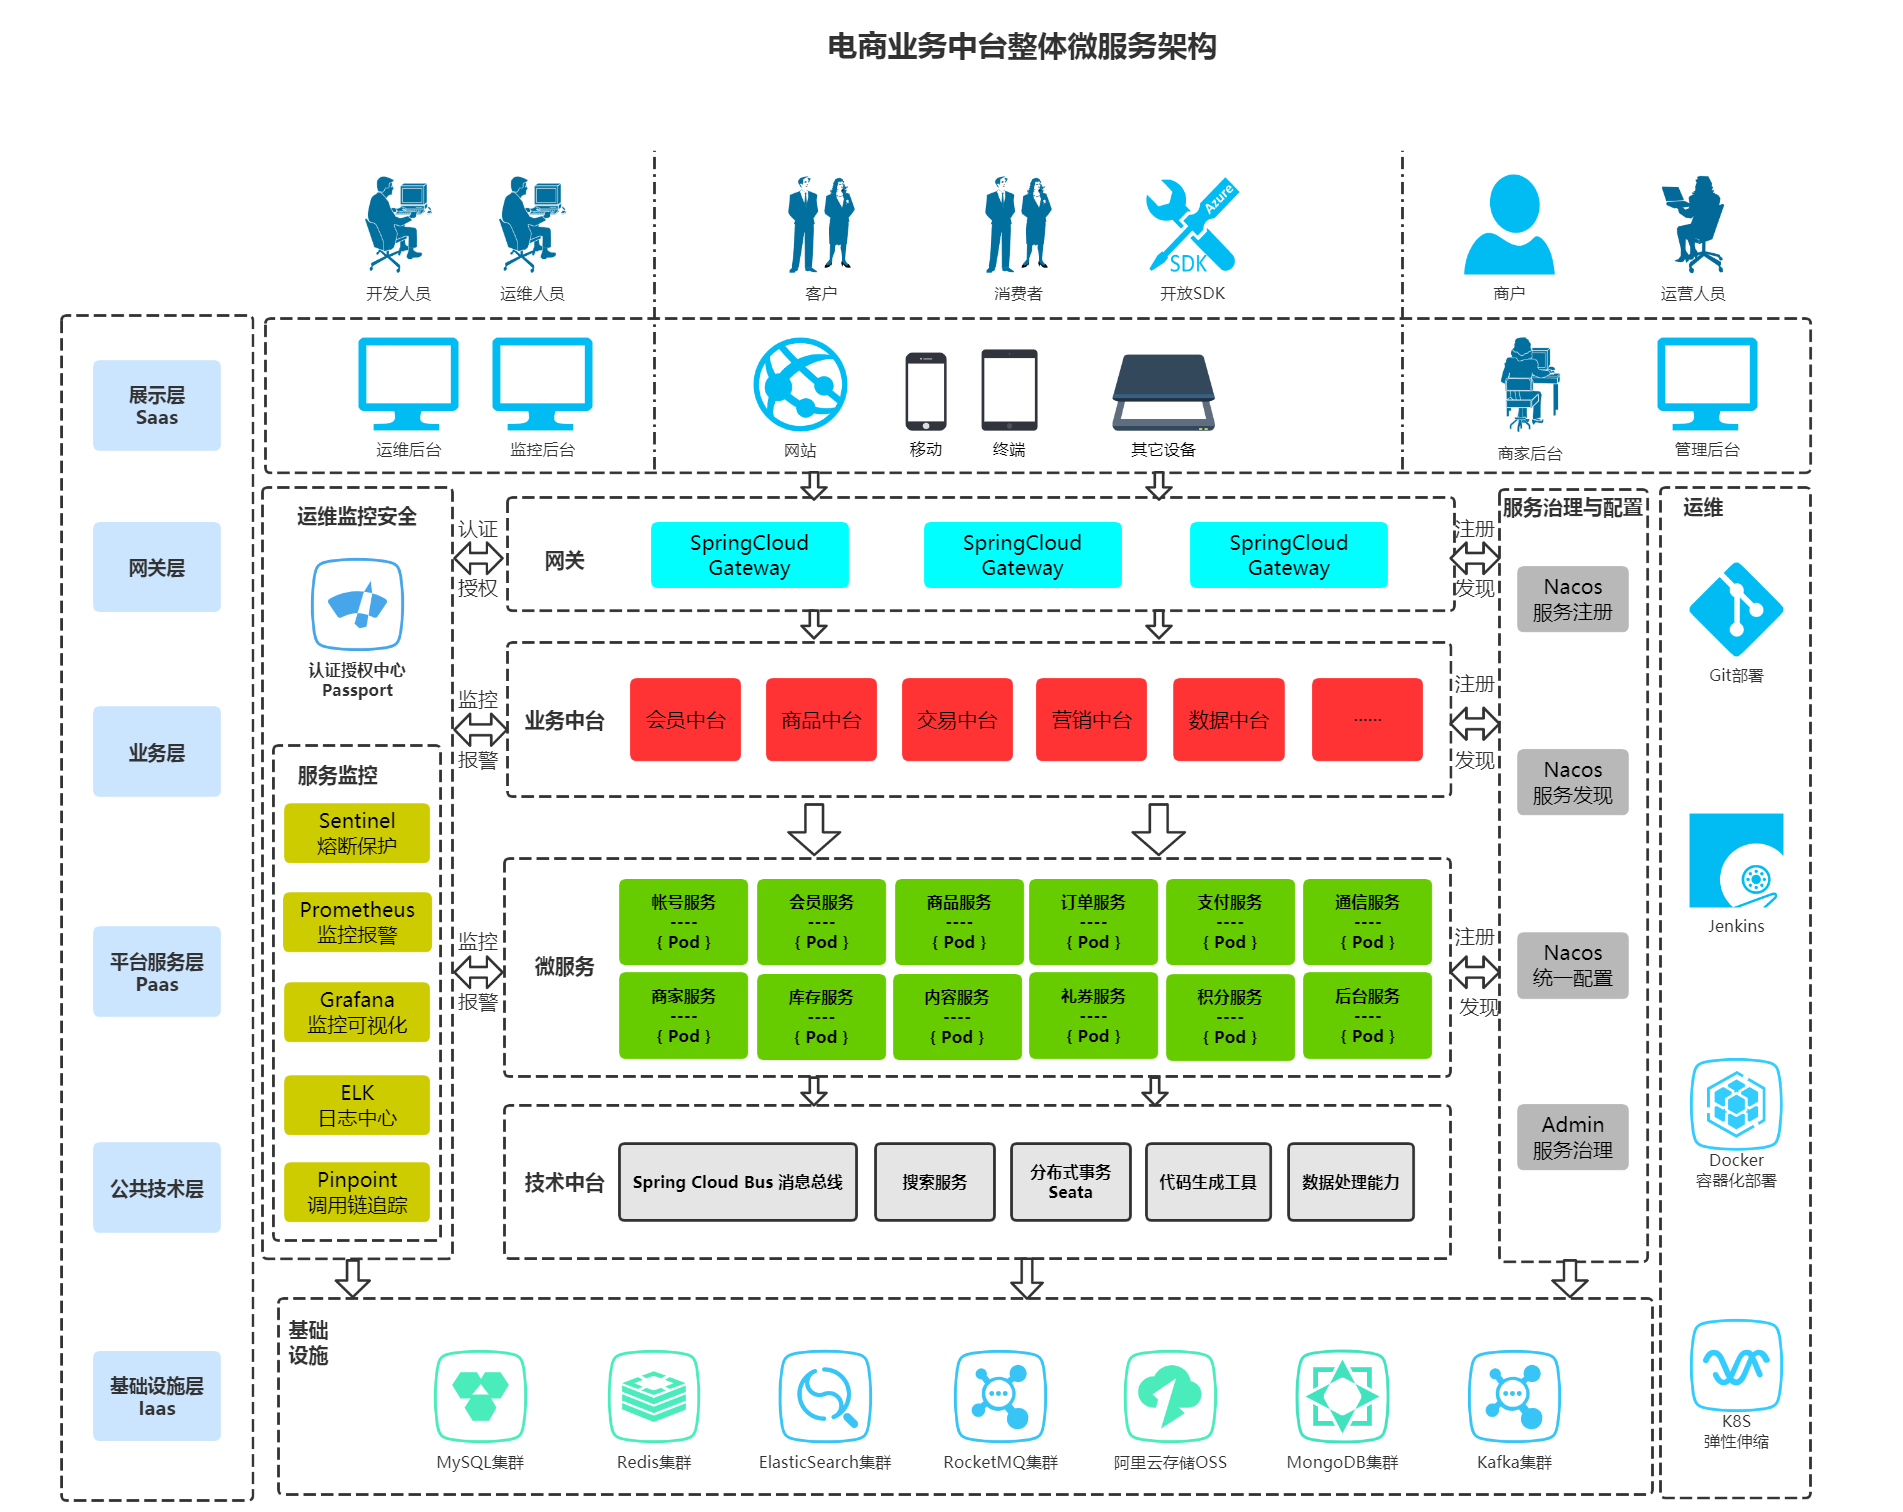 电商业务中台整体微服务架构
开发人员
运维人员
客户
消费者
Azure
SDK
开放SDK
商户
运营人员
展示层
Saas
运维后台
监控后台
网站
移动
终端
其它设备
商家后台
管理后台
网关层
业务层
平台服务层
Paas
公共技术层
基础设施层
Iaas
运维监控安全
认证授权中心
Passport
服务监控
Sentinel
熔断保护
Prometheus
监控报警
Grafana
监控可视化
ELK
日志中心
Pinpoint
调用链追踪
认证
授权
监控
报警
监控
报警
网关
SpringCloud
Gateway
SpringCloud
Gateway
SpringCloud
Gateway
业务中台
会员中台
商品中台
交易中台
营销中台
数据中台
······
微服务
帐号服务
----
{ Pod }
会员服务
----
{ Pod }
商品服务
----
{ Pod }
订单服务
----
{ Pod }
支付服务
----
{ Pod }
通信服务
----
{ Pod }
商家服务
----
{ Pod }
库存服务
----
{ Pod }
内容服务
----
{ Pod }
礼券服务
----
{ Pod }
积分服务
----
{ Pod }
后台服务
----
{ Pod }
技术中台
Spring Cloud Bus 消息总线
搜索服务
分布式事务
Seata
代码生成工具
数据处理能力
注册
发现
注册
发现
注册
发现
服务治理与配置
Nacos
服务注册
Nacos
服务发现
Nacos
统一配置
Admin
服务治理
运维
Git部署
Jenkins
Docker
容器化部署
K8S
弹性伸缩
基础
设施
MySQL集群
Redis集群
ElasticSearch集群
RocketMQ集群
阿里云存储OSS
MongoDB集群
Kafka集群